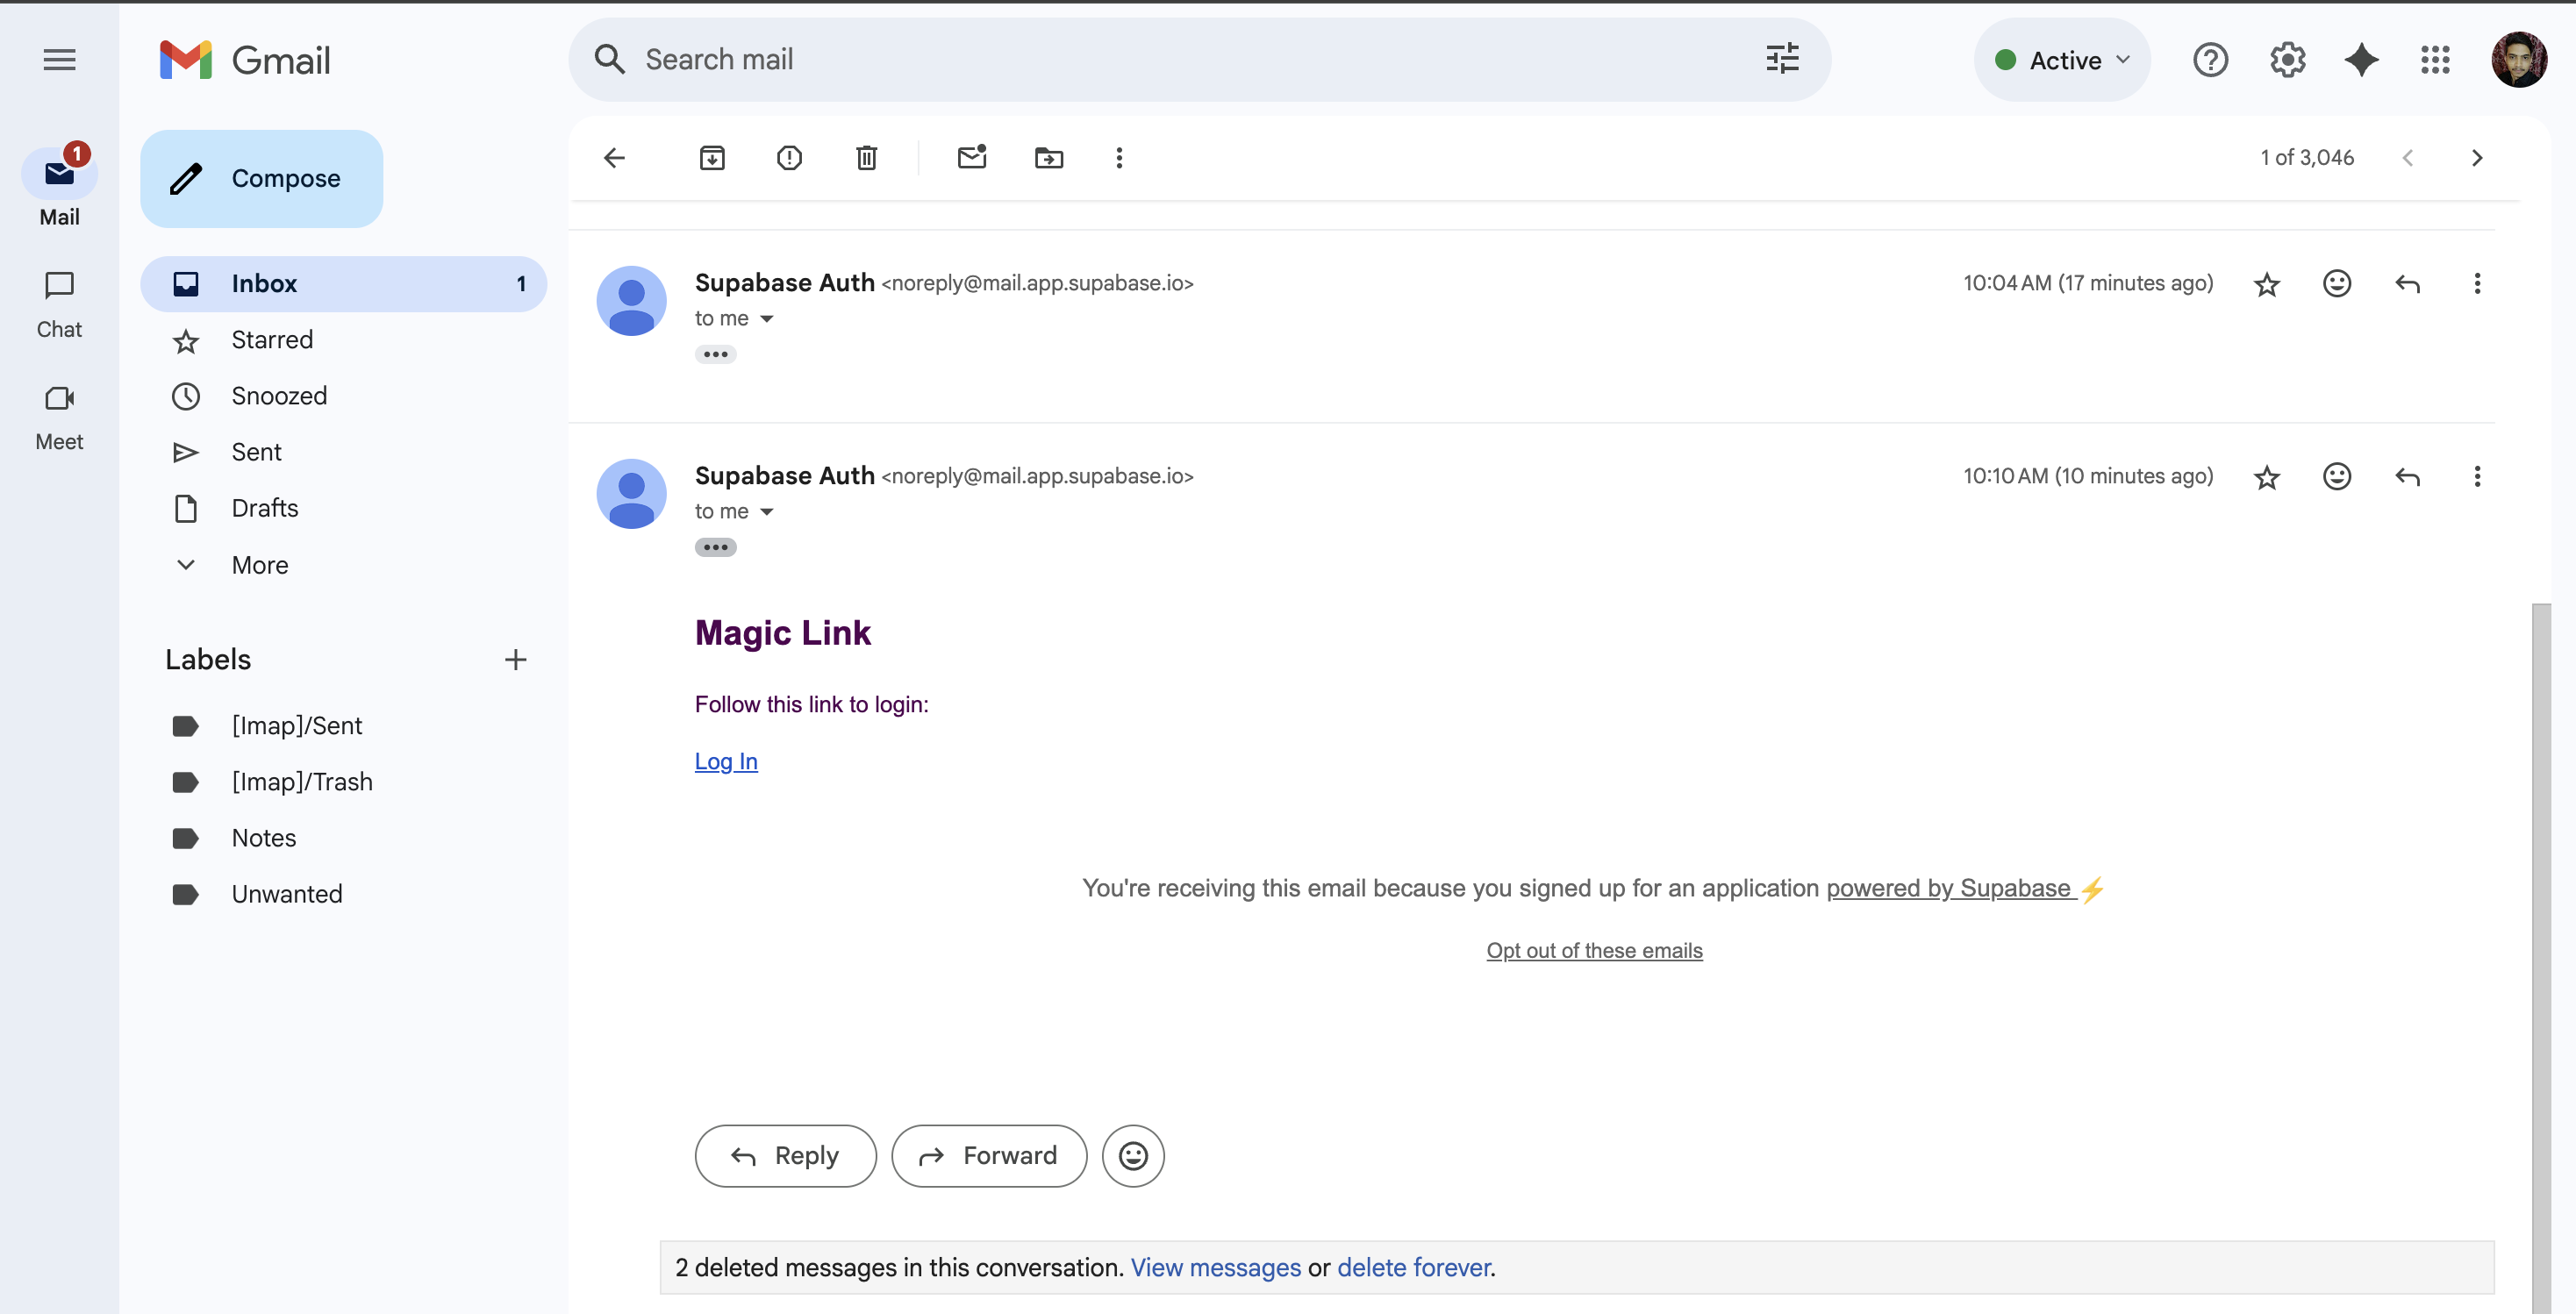 Gmail
Search mail
Active
1
Mail
Chat
Meet
Compose
Inbox 1
Starred
Snoozed
Sent
Drafts
More
Labels
[Imap]/Sent
[Imap]/Trash
Notes
Unwanted
1 of 3,046
Supabase Auth <noreply@mail.app.supabase.io> 10:04 AM (17 minutes ago)
to me
Supabase Auth <noreply@mail.app.supabase.io> 10:10 AM (10 minutes ago)
to me
Magic Link
Follow this link to login:
Log In
You're receiving this email because you signed up for an application powered by Supabase ⚡
Opt out of these emails
Reply Forward
2 deleted messages in this conversation. View messages or delete forever.